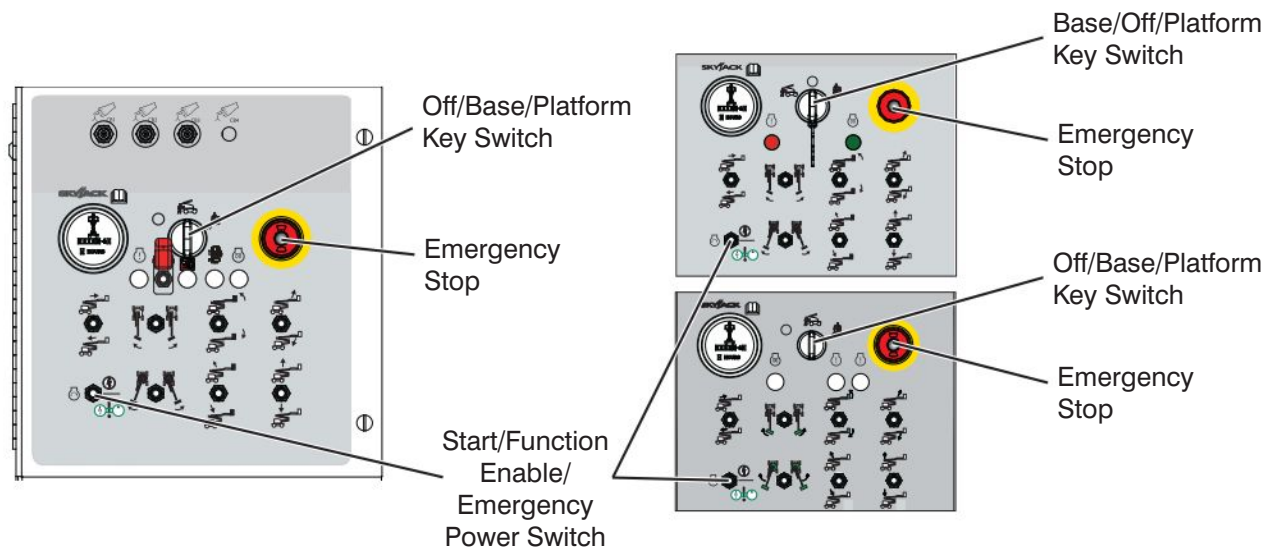 Off/Base/Platform
Key Switch
Emergency
Stop
Start/Function
Enable/
Emergency
Power Switch
Base/Off/Platform
Key Switch
Emergency
Stop
Off/Base/Platform
Key Switch
Emergency
Stop
SKYJACK
SKYJACK
SKYJACK